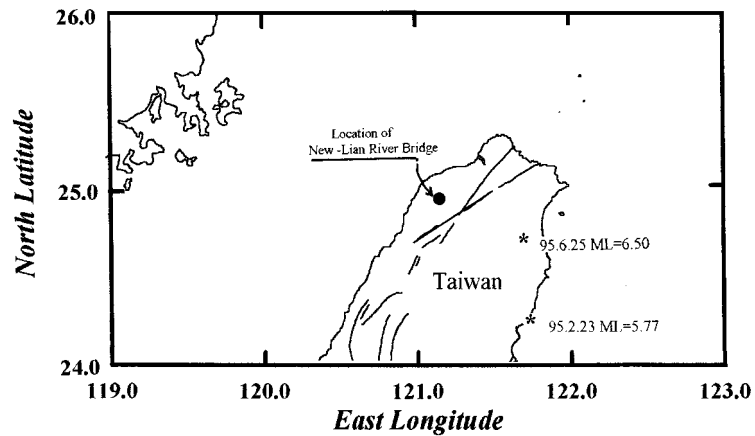 26.0
Location of
New -Lian River Bridge
North Latitude
25.0
95.6.25 ML=6.50
Taiwan
95.2.23 ML=5.77
24.0
119.0 120.0 121.0 122.0 123.0
East Longitude